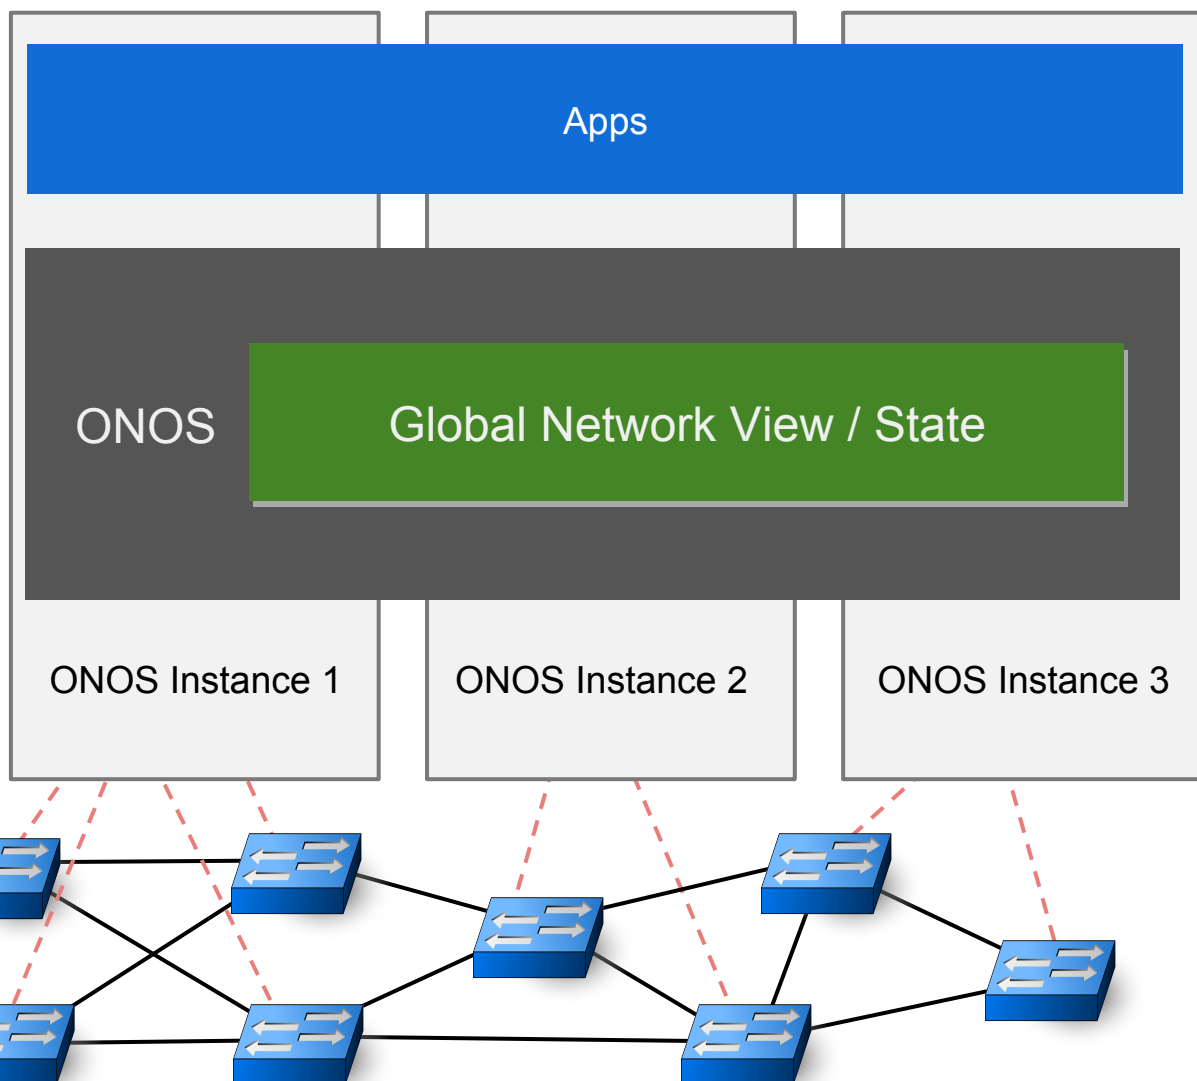 Apps
ONOS
Global Network View / State
ONOS Instance 1
ONOS Instance 2
ONOS Instance 3